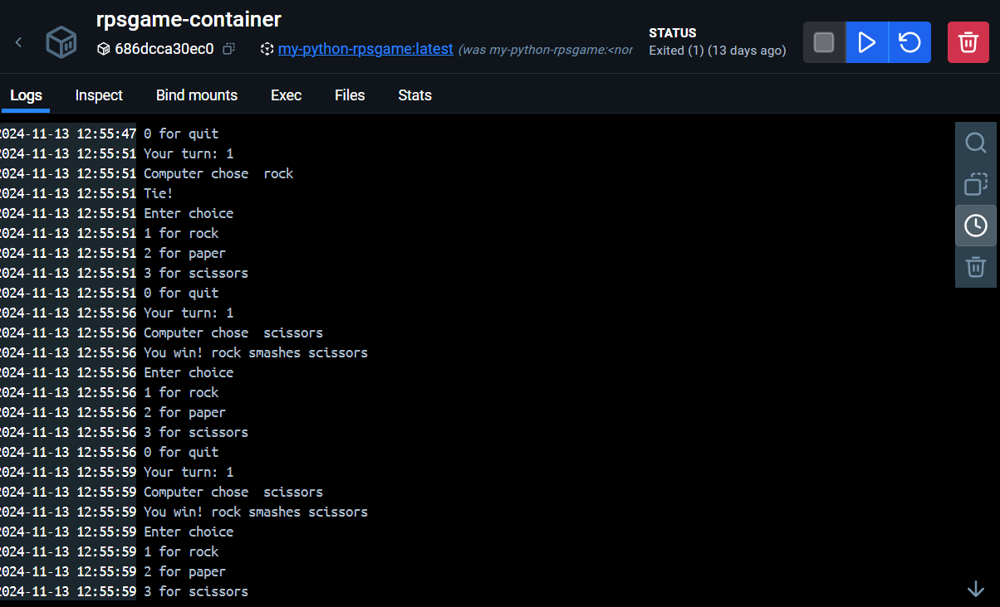 rpsgame-container
686dcca30ec0 my-python-rpsgame:latest (was my-python-rpsgame:<nor
STATUS
Exited (1) (13 days ago)
Logs Inspect Bind mounts Exec Files Stats
2024-11-13 12:55:47 0 for quit
2024-11-13 12:55:51 Your turn: 1
2024-11-13 12:55:51 Computer chose  rock
2024-11-13 12:55:51 Tie!
2024-11-13 12:55:51 Enter choice
2024-11-13 12:55:51 1 for rock
2024-11-13 12:55:51 2 for paper
2024-11-13 12:55:51 3 for scissors
2024-11-13 12:55:51 0 for quit
2024-11-13 12:55:56 Your turn: 1
2024-11-13 12:55:56 Computer chose  scissors
2024-11-13 12:55:56 You win! rock smashes scissors
2024-11-13 12:55:56 Enter choice
2024-11-13 12:55:56 1 for rock
2024-11-13 12:55:56 2 for paper
2024-11-13 12:55:56 3 for scissors
2024-11-13 12:55:56 0 for quit
2024-11-13 12:55:59 Your turn: 1
2024-11-13 12:55:59 Computer chose  scissors
2024-11-13 12:55:59 You win! rock smashes scissors
2024-11-13 12:55:59 Enter choice
2024-11-13 12:55:59 1 for rock
2024-11-13 12:55:59 2 for paper
2024-11-13 12:55:59 3 for scissors